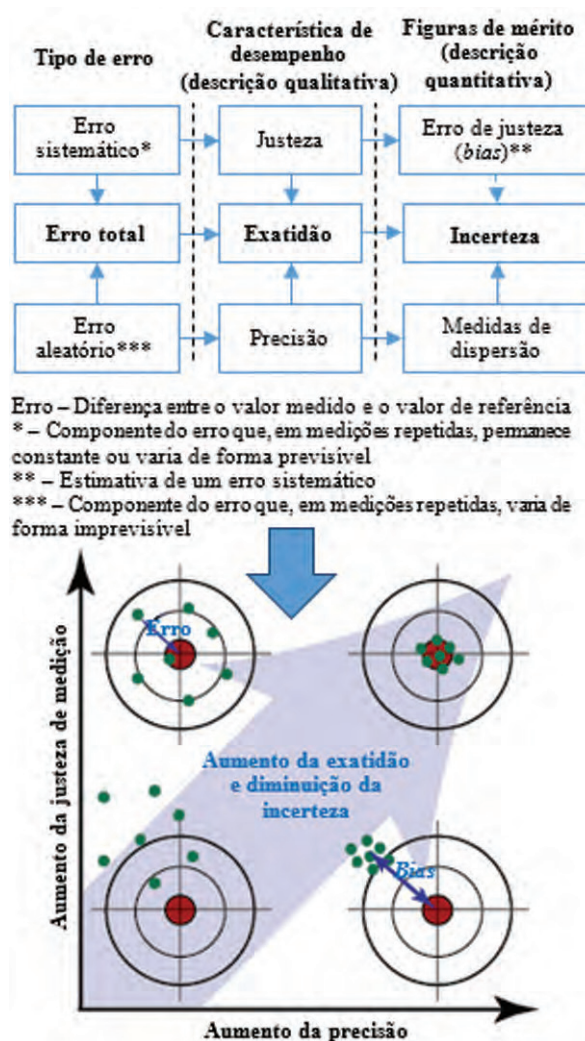 Tipo de erro
Característica de
desempenho
(descrição qualitativa)
Figuras de mérito
(descrição
quantitativa)
Erro
sistemático*
Justeza
Erro de justeza
(bias)**
Erro total
Exatidão
Incerteza
Erro
aleatório***
Precisão
Medidas de
dispersão
Erro – Diferença entre o valor medido e o valor de referência
* – Componente do erro que, em medições repetidas, permanece
constante ou varia de forma previsível
** – Estimativa de um erro sistemático
*** – Componente do erro que, em medições repetidas, varia de
forma imprevisível
Aumento da justeza de medição
Erro
Aumento da exatidão
e diminuição da
incerteza
Bias
Aumento da precisão